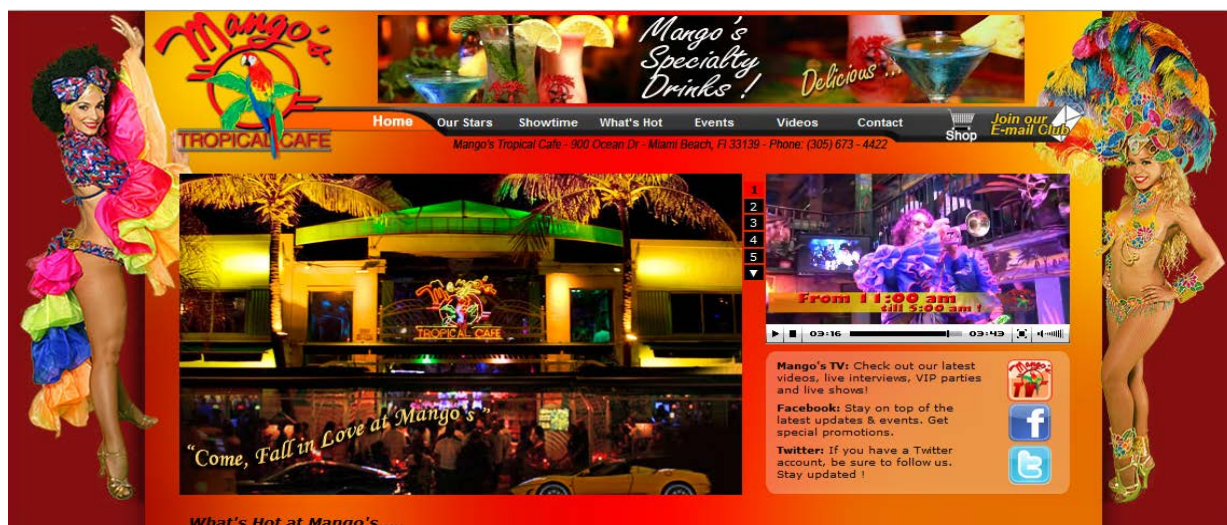 Mango's
TROPICAL CAFE
Mango's
Specialty
Drinks !
Delicious ...
Home
Our Stars
Showtime
What's Hot
Events
Videos
Contact
Shop
Join our
E-mail Club
Mango's Tropical Cafe - 900 Ocean Dr - Miami Beach, Fl 33139 - Phone: (305) 673 - 4422
Mango's
TROPICAL CAFE
"Come, Fall in Love at Mango's"
1
2
3
4
5
From 11:00 am
till 5:00 am !
03:16
03:43
Mango's TV: Check out our latest
videos, live interviews, VIP parties
and live shows!
Mango's
Facebook: Stay on top of the
latest updates & events. Get
special promotions.
f
Twitter: If you have a Twitter
account, be sure to follow us.
Stay updated !
t
What's Hot at Mango's